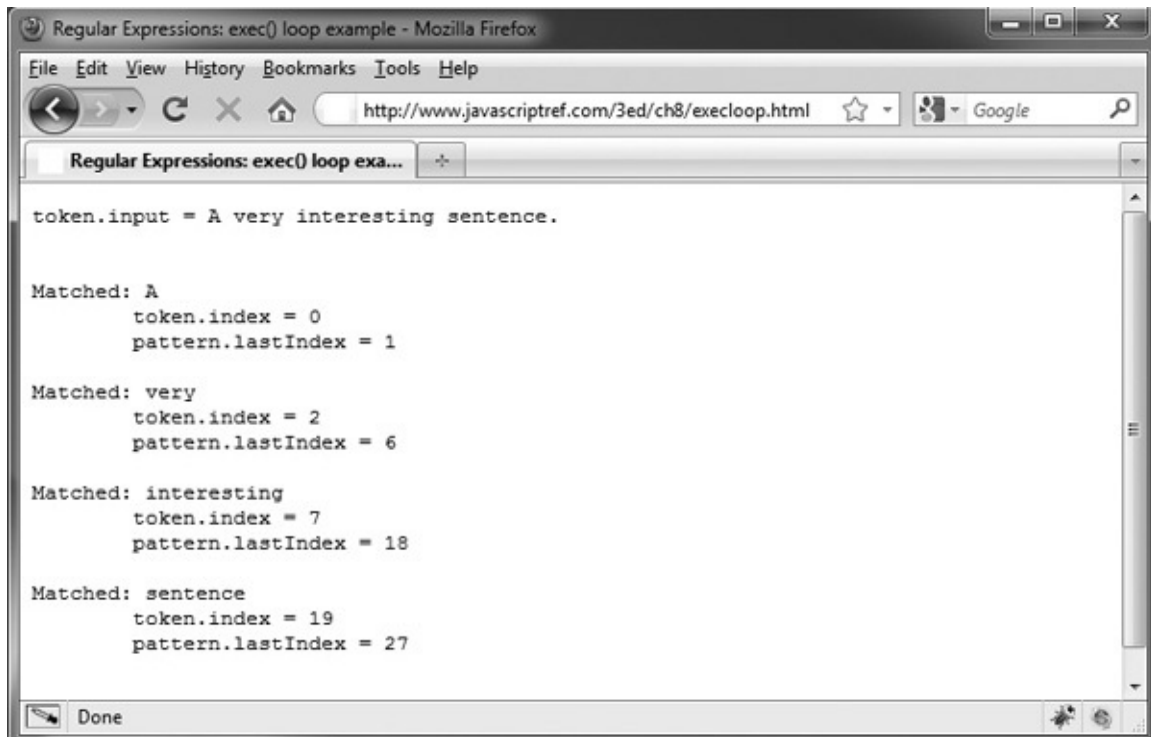 Regular Expressions: exec() loop example - Mozilla Firefox
File Edit View History Bookmarks Tools Help
http://www.javascriptref.com/3ed/ch8/execloop.html
Google
Regular Expressions: exec() loop exa...
token.input = A very interesting sentence.
Matched: A
token.index = 0
pattern.lastIndex = 1
Matched: very
token.index = 2
pattern.lastIndex = 6
Matched: interesting
token.index = 7
pattern.lastIndex = 18
Matched: sentence
token.index = 19
pattern.lastIndex = 27
Done